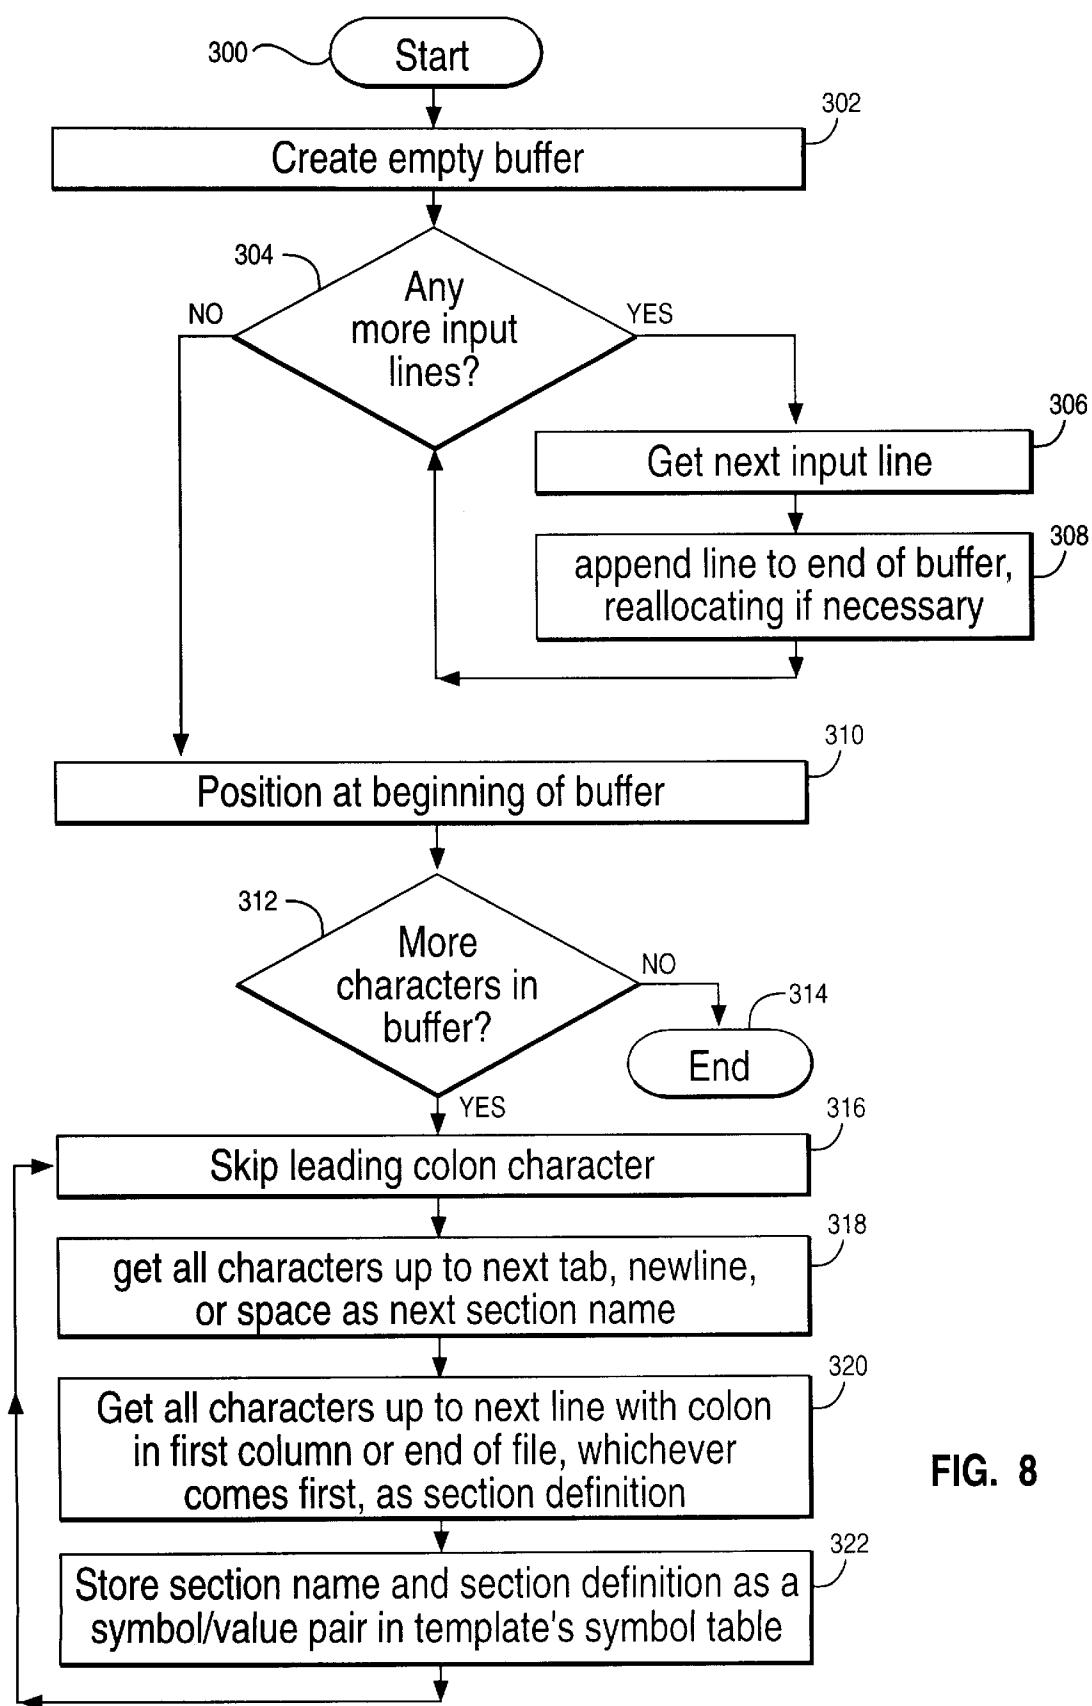 300
Start
302
Create empty buffer
304
Any
more input
lines?
NO
YES
306
Get next input line
308
append line to end of buffer,
reallocating if necessary
310
Position at beginning of buffer
312
More
characters in
buffer?
NO
314
End
YES
316
Skip leading colon character
318
get all characters up to next tab, newline,
or space as next section name
320
Get all characters up to next line with colon
in first column or end of file, whichever
comes first, as section definition
FIG. 8
322
Store section name and section definition as a
symbol/value pair in template's symbol table